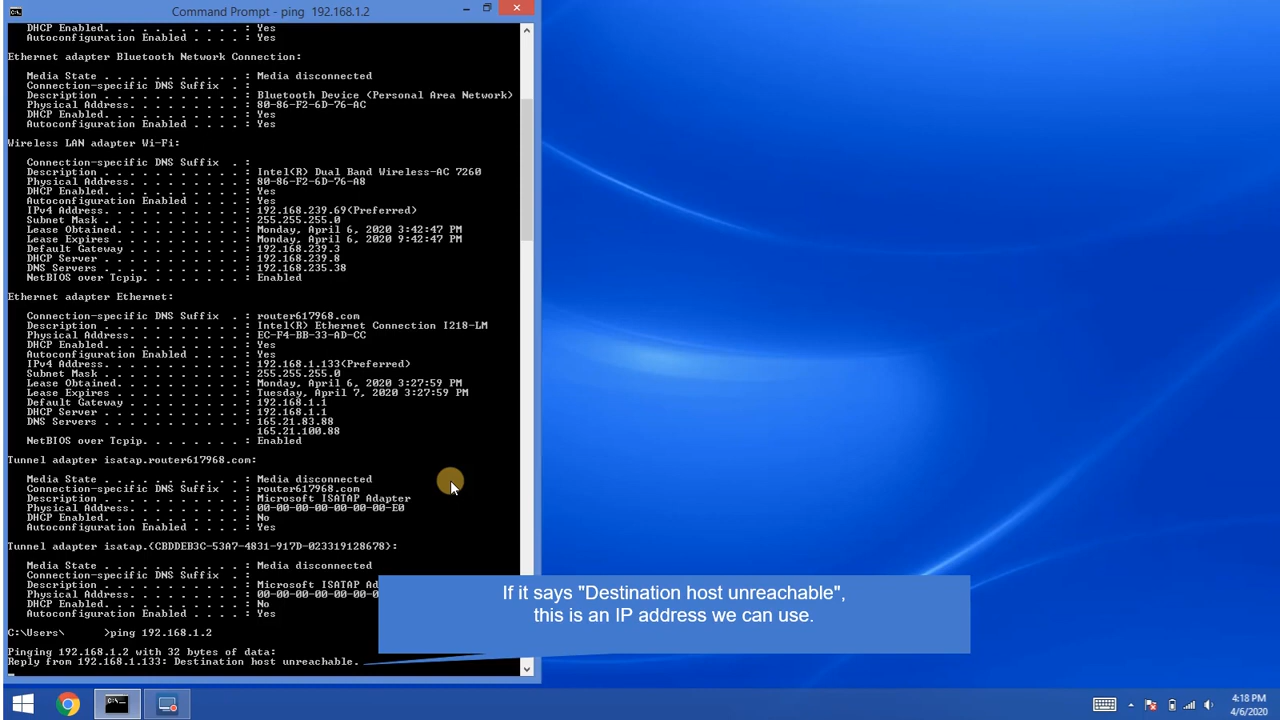 Command Prompt - ping 192.168.1.2
DHCP Enabled. . . . . . . . . . . : Yes
Autoconfiguration Enabled . . . . : Yes
Ethernet adapter Bluetooth Network Connection:
Media State . . . . . . . . . . . : Media disconnected
Connection-specific DNS Suffix . :
Description . . . . . . . . . . . : Bluetooth Device (Personal Area Network)
Physical Address. . . . . . . . . : 80-86-F2-6D-76-AC
DHCP Enabled. . . . . . . . . . . : Yes
Autoconfiguration Enabled . . . . : Yes
Wireless LAN adapter Wi-Fi:
Connection-specific DNS Suffix . :
Description . . . . . . . . . . . : Intel(R) Dual Band Wireless-AC 7260
Physical Address. . . . . . . . . : 80-86-F2-6D-76-A8
DHCP Enabled. . . . . . . . . . . : Yes
Autoconfiguration Enabled . . . . : Yes
IPv4 Address. . . . . . . . . . . : 192.168.239.69(Preferred)
Subnet Mask . . . . . . . . . . . : 255.255.255.0
Lease Obtained. . . . . . . . . . : Monday, April 6, 2020 3:42:47 PM
Lease Expires . . . . . . . . . . : Monday, April 6, 2020 9:42:47 PM
Default Gateway . . . . . . . . . : 192.168.239.3
DHCP Server . . . . . . . . . . . : 192.168.239.8
DNS Servers . . . . . . . . . . . : 192.168.235.38
NetBIOS over Tcpip. . . . . . . . : Enabled
Ethernet adapter Ethernet:
Connection-specific DNS Suffix . : router617968.com
Description . . . . . . . . . . . : Intel(R) Ethernet Connection I218-LM
Physical Address. . . . . . . . . : EC-F4-BB-33-AD-CC
DHCP Enabled. . . . . . . . . . . : Yes
Autoconfiguration Enabled . . . . : Yes
IPv4 Address. . . . . . . . . . . : 192.168.1.133(Preferred)
Subnet Mask . . . . . . . . . . . : 255.255.255.0
Lease Obtained. . . . . . . . . . : Monday, April 6, 2020 3:27:59 PM
Lease Expires . . . . . . . . . . : Tuesday, April 7, 2020 3:27:59 PM
Default Gateway . . . . . . . . . : 192.168.1.1
DHCP Server . . . . . . . . . . . : 192.168.1.1
DNS Servers . . . . . . . . . . . : 165.21.83.88
165.21.100.88
NetBIOS over Tcpip. . . . . . . . : Enabled
Tunnel adapter isatap.router617968.com:
Media State . . . . . . . . . . . : Media disconnected
Connection-specific DNS Suffix . : router617968.com
Description . . . . . . . . . . . : Microsoft ISATAP Adapter
Physical Address. . . . . . . . . : 00-00-00-00-00-00-00-E0
DHCP Enabled. . . . . . . . . . . : No
Autoconfiguration Enabled . . . . : Yes
Tunnel adapter isatap.{CBDDEB3C-53A7-4831-917D-023319128678}:
Media State . . . . . . . . . . . : Media disconnected
Connection-specific DNS Suffix . :
Description . . . . . . . . . . . : Microsoft ISATAP Ad
Physical Address. . . . . . . . . : 00-00-00-00-00-00-0
DHCP Enabled. . . . . . . . . . . : No
Autoconfiguration Enabled . . . . : Yes
If it says "Destination host unreachable",
this is an IP address we can use.
C:\Users\ >ping 192.168.1.2
Pinging 192.168.1.2 with 32 bytes of data:
Reply from 192.168.1.133: Destination host unreachable.
4:18 PM
4/6/2020